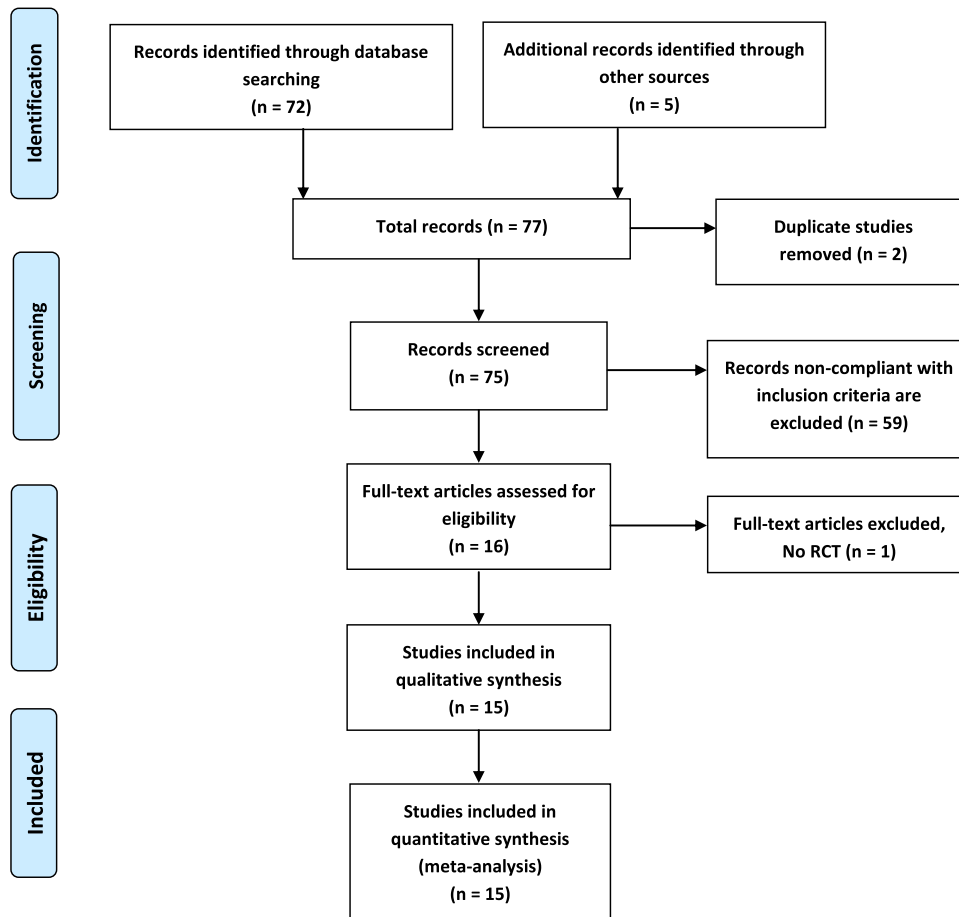 Identification
Records identified through database
searching
(n = 72)
Additional records identified through
other sources
(n = 5)
Total records (n = 77)
Duplicate studies
removed (n = 2)
Screening
Records screened
(n = 75)
Records non-compliant with
inclusion criteria are
excluded (n = 59)
Eligibility
Full-text articles assessed for
eligibility
(n = 16)
Full-text articles excluded,
No RCT (n = 1)
Studies included in
qualitative synthesis
(n = 15)
Included
Studies included in
quantitative synthesis
(meta-analysis)
(n = 15)